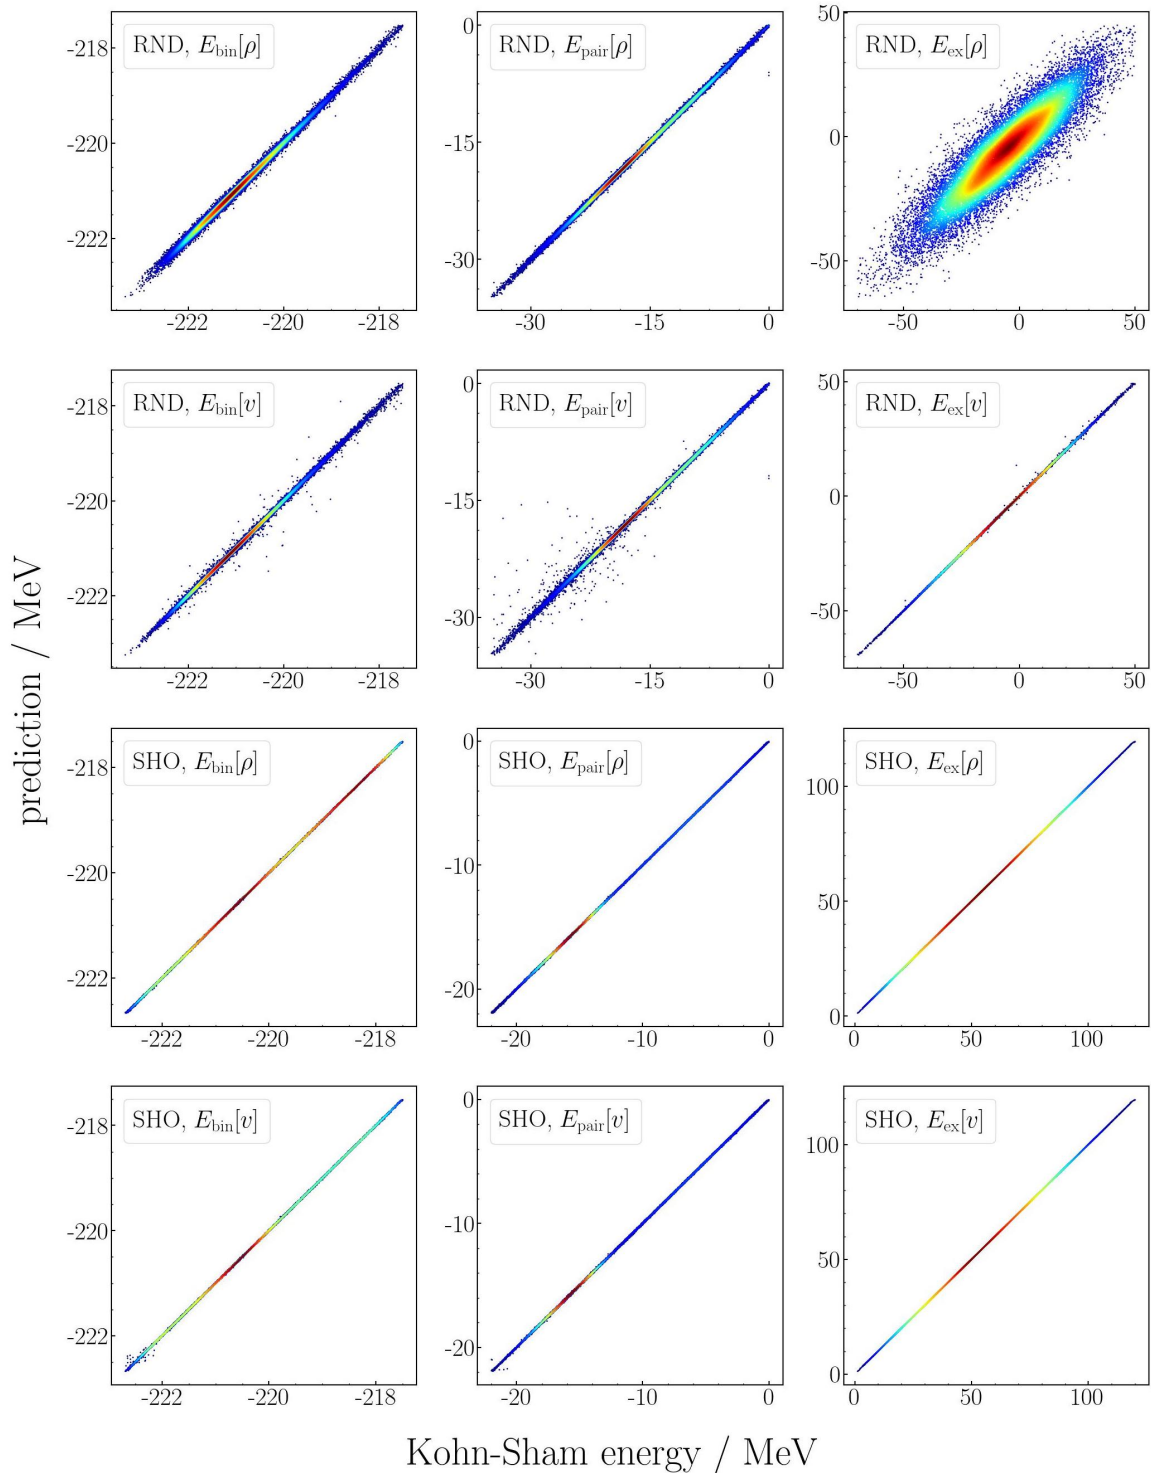 RND, E_bin[ρ]
-218
-220
-222
-222 -220 -218
RND, E_pair[ρ]
0
-15
-30
-30 -15 0
RND, E_ex[ρ]
50
0
-50
-50 0 50
RND, E_bin[v]
-218
-220
-222
-222 -220 -218
RND, E_pair[v]
0
-15
-30
-30 -15 0
RND, E_ex[v]
50
0
-50
-50 0 50
prediction / MeV
SHO, E_bin[ρ]
-218
-220
-222
-222 -220 -218
SHO, E_pair[ρ]
0
-10
-20
-20 -10 0
SHO, E_ex[ρ]
100
50
0
0 50 100
SHO, E_bin[v]
-218
-220
-222
-222 -220 -218
SHO, E_pair[v]
0
-10
-20
-20 -10 0
SHO, E_ex[v]
100
50
0
0 50 100
Kohn-Sham energy / MeV